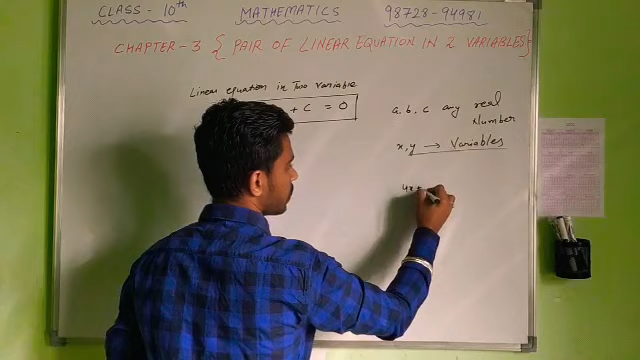 CLASS - 10th MATHEMATICS 98728-94981
CHAPTER-3 { PAIR OF LINEAR EQUATION IN 2 VARIABLES}
Linear equation in Two Variable
+ C = 0
a, b, c any real
Number
x, y → Variables
4x +